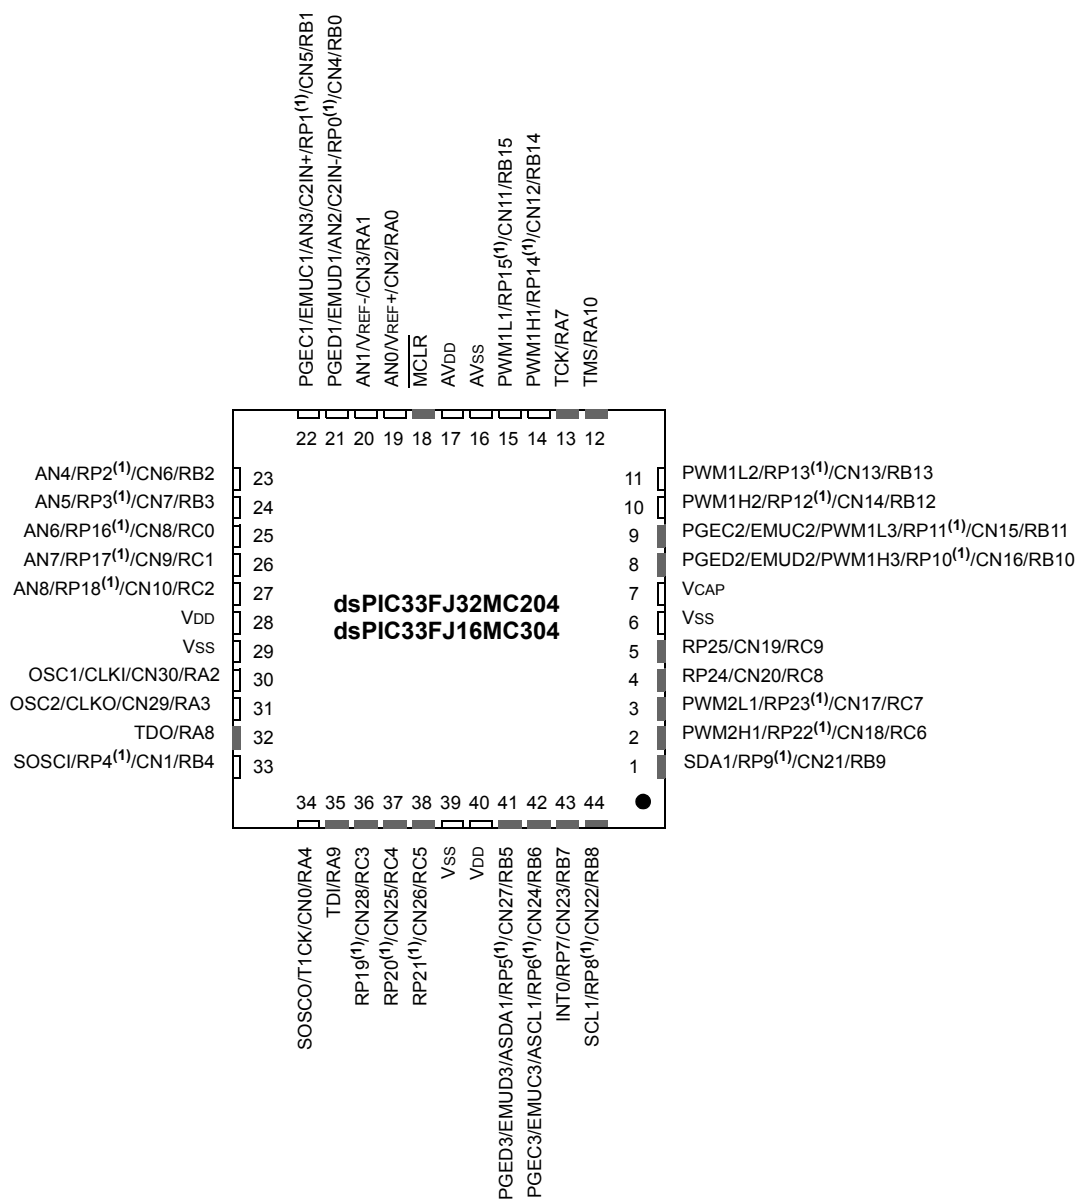 PGEC1/EMUC1/AN3/C2IN+/RP1(1)/CN5/RB1
PGED1/EMUD1/AN2/C2IN-/RP0(1)/CN4/RB0
AN1/VREF-/CN3/RA1
AN0/VREF+/CN2/RA0
MCLR
AVDD
AVSS
PWM1L1/RP15(1)/CN11/RB15
PWM1H1/RP14(1)/CN12/RB14
TCK/RA7
TMS/RA10
22 21 20 19 18 17 16 15 14 13 12
AN4/RP2(1)/CN6/RB2 23
AN5/RP3(1)/CN7/RB3 24
AN6/RP16(1)/CN8/RC0 25
AN7/RP17(1)/CN9/RC1 26
AN8/RP18(1)/CN10/RC2 27
VDD 28
VSS 29
OSC1/CLKI/CN30/RA2 30
OSC2/CLKO/CN29/RA3 31
TDO/RA8 32
SOSCI/RP4(1)/CN1/RB4 33
dsPIC33FJ32MC204
dsPIC33FJ16MC304
11 PWM1L2/RP13(1)/CN13/RB13
10 PWM1H2/RP12(1)/CN14/RB12
9 PGEC2/EMUC2/PWM1L3/RP11(1)/CN15/RB11
8 PGED2/EMUD2/PWM1H3/RP10(1)/CN16/RB10
7 VCAP
6 VSS
5 RP25/CN19/RC9
4 RP24/CN20/RC8
3 PWM2L1/RP23(1)/CN17/RC7
2 PWM2H1/RP22(1)/CN18/RC6
1 SDA1/RP9(1)/CN21/RB9
34 35 36 37 38 39 40 41 42 43 44
SOSCO/T1CK/CN0/RA4
TDI/RA9
RP19(1)/CN28/RC3
RP20(1)/CN25/RC4
RP21(1)/CN26/RC5
VSS
VDD
PGED3/EMUD3/ASDA1/RP5(1)/CN27/RB5
PGEC3/EMUC3/ASCL1/RP6(1)/CN24/RB6
INT0/RP7/CN23/RB7
SCL1/RP8(1)/CN22/RB8